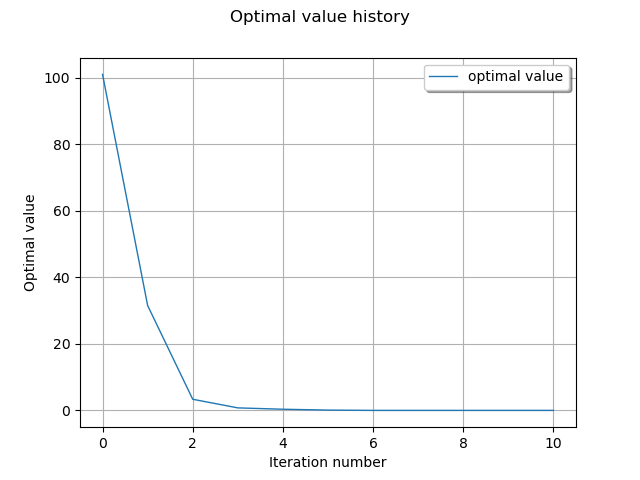 Optimal value history
optimal value
100
80
60
40
20
0
Optimal value
0 2 4 6 8 10
Iteration number